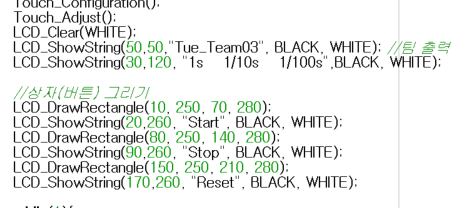 Touch_Configuration();
Touch_Adjust();
LCD_Clear(WHITE);
LCD_ShowString(50,50,"Tue_Team03", BLACK, WHITE); //팀 출력
LCD_ShowString(30,120, "1s    1/10s    1/100s",BLACK, WHITE);
//상자(버튼) 그리기
LCD_DrawRectangle(10, 250, 70, 280);
LCD_ShowString(20,260, "Start", BLACK, WHITE);
LCD_DrawRectangle(80, 250, 140, 280);
LCD_ShowString(90,260, "Stop", BLACK, WHITE);
LCD_DrawRectangle(150, 250, 210, 280);
LCD_ShowString(170,260, "Reset", BLACK, WHITE);